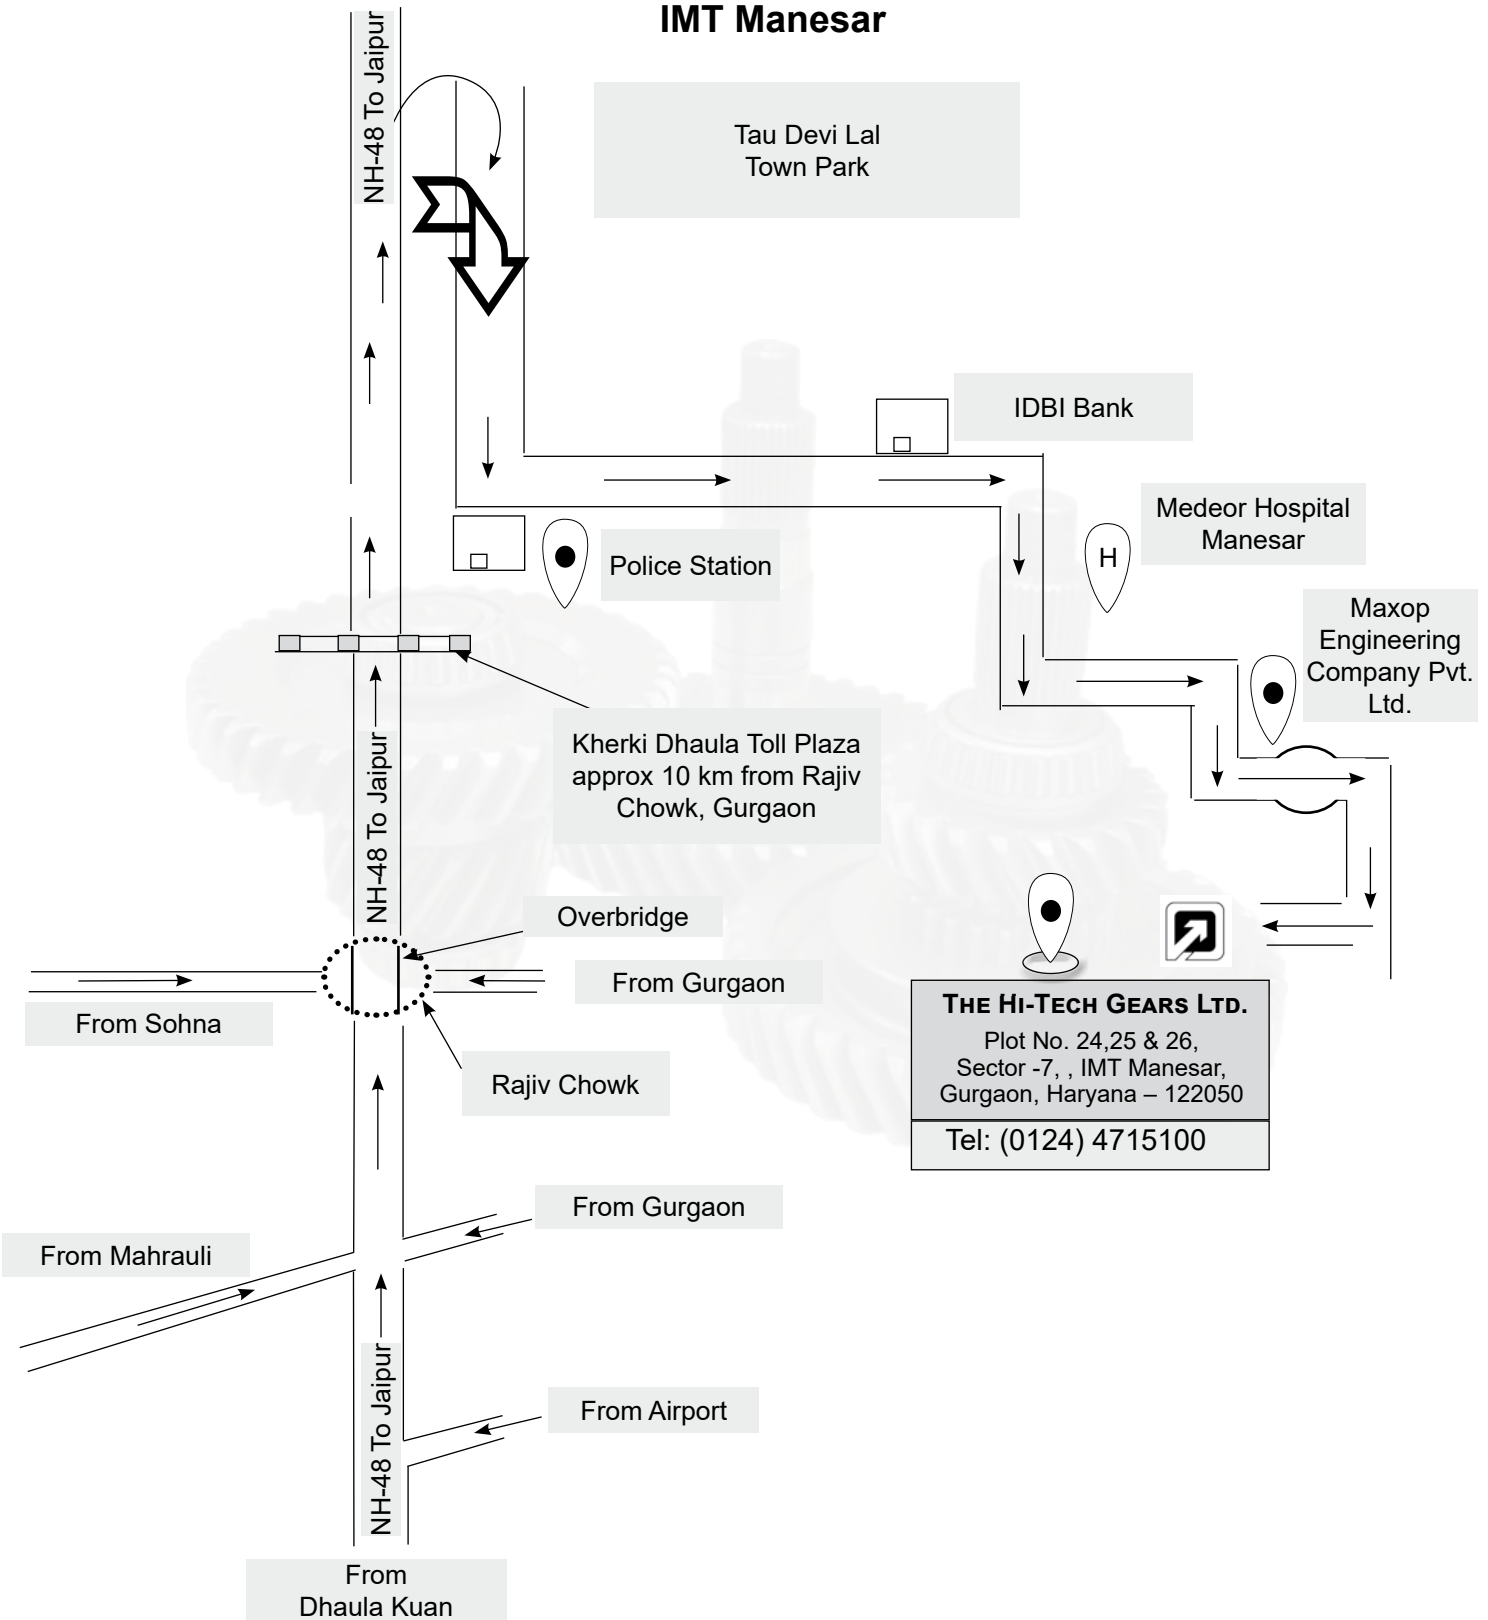 IMT Manesar
NH-48 To Jaipur
Tau Devi Lal
Town Park
IDBI Bank
Medeor Hospital
Manesar
H
Police Station
Maxop
Engineering
Company Pvt.
Ltd.
Kherki Dhaula Toll Plaza
approx 10 km from Rajiv
Chowk, Gurgaon
NH-48 To Jaipur
Overbridge
From Gurgaon
From Sohna
Rajiv Chowk
THE HI-TECH GEARS LTD.
Plot No. 24,25 & 26,
Sector -7, , IMT Manesar,
Gurgaon, Haryana – 122050
Tel: (0124) 4715100
From Gurgaon
From Mahrauli
NH-48 To Jaipur
From Airport
From
Dhaula Kuan